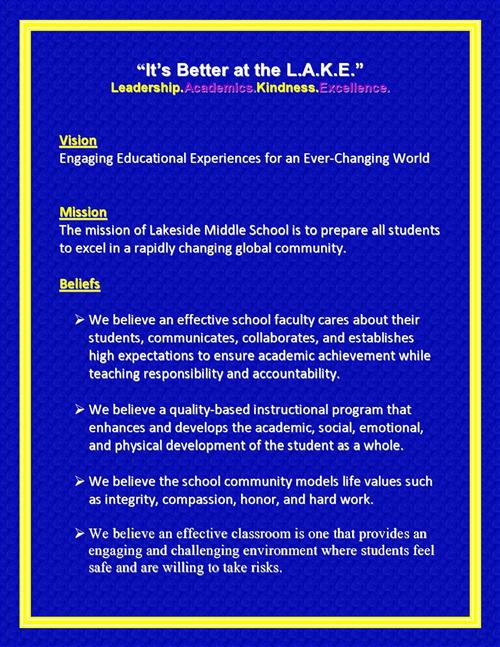 “It’s Better at the L.A.K.E.”
Leadership.Academics.Kindness.Excellence.
Vision
Engaging Educational Experiences for an Ever-Changing World
Mission
The mission of Lakeside Middle School is to prepare all students
to excel in a rapidly changing global community.
Beliefs
➢ We believe an effective school faculty cares about their
students, communicates, collaborates, and establishes
high expectations to ensure academic achievement while
teaching responsibility and accountability.
➢ We believe a quality-based instructional program that
enhances and develops the academic, social, emotional,
and physical development of the student as a whole.
➢ We believe the school community models life values such
as integrity, compassion, honor, and hard work.
➢ We believe an effective classroom is one that provides an
engaging and challenging environment where students feel
safe and are willing to take risks.